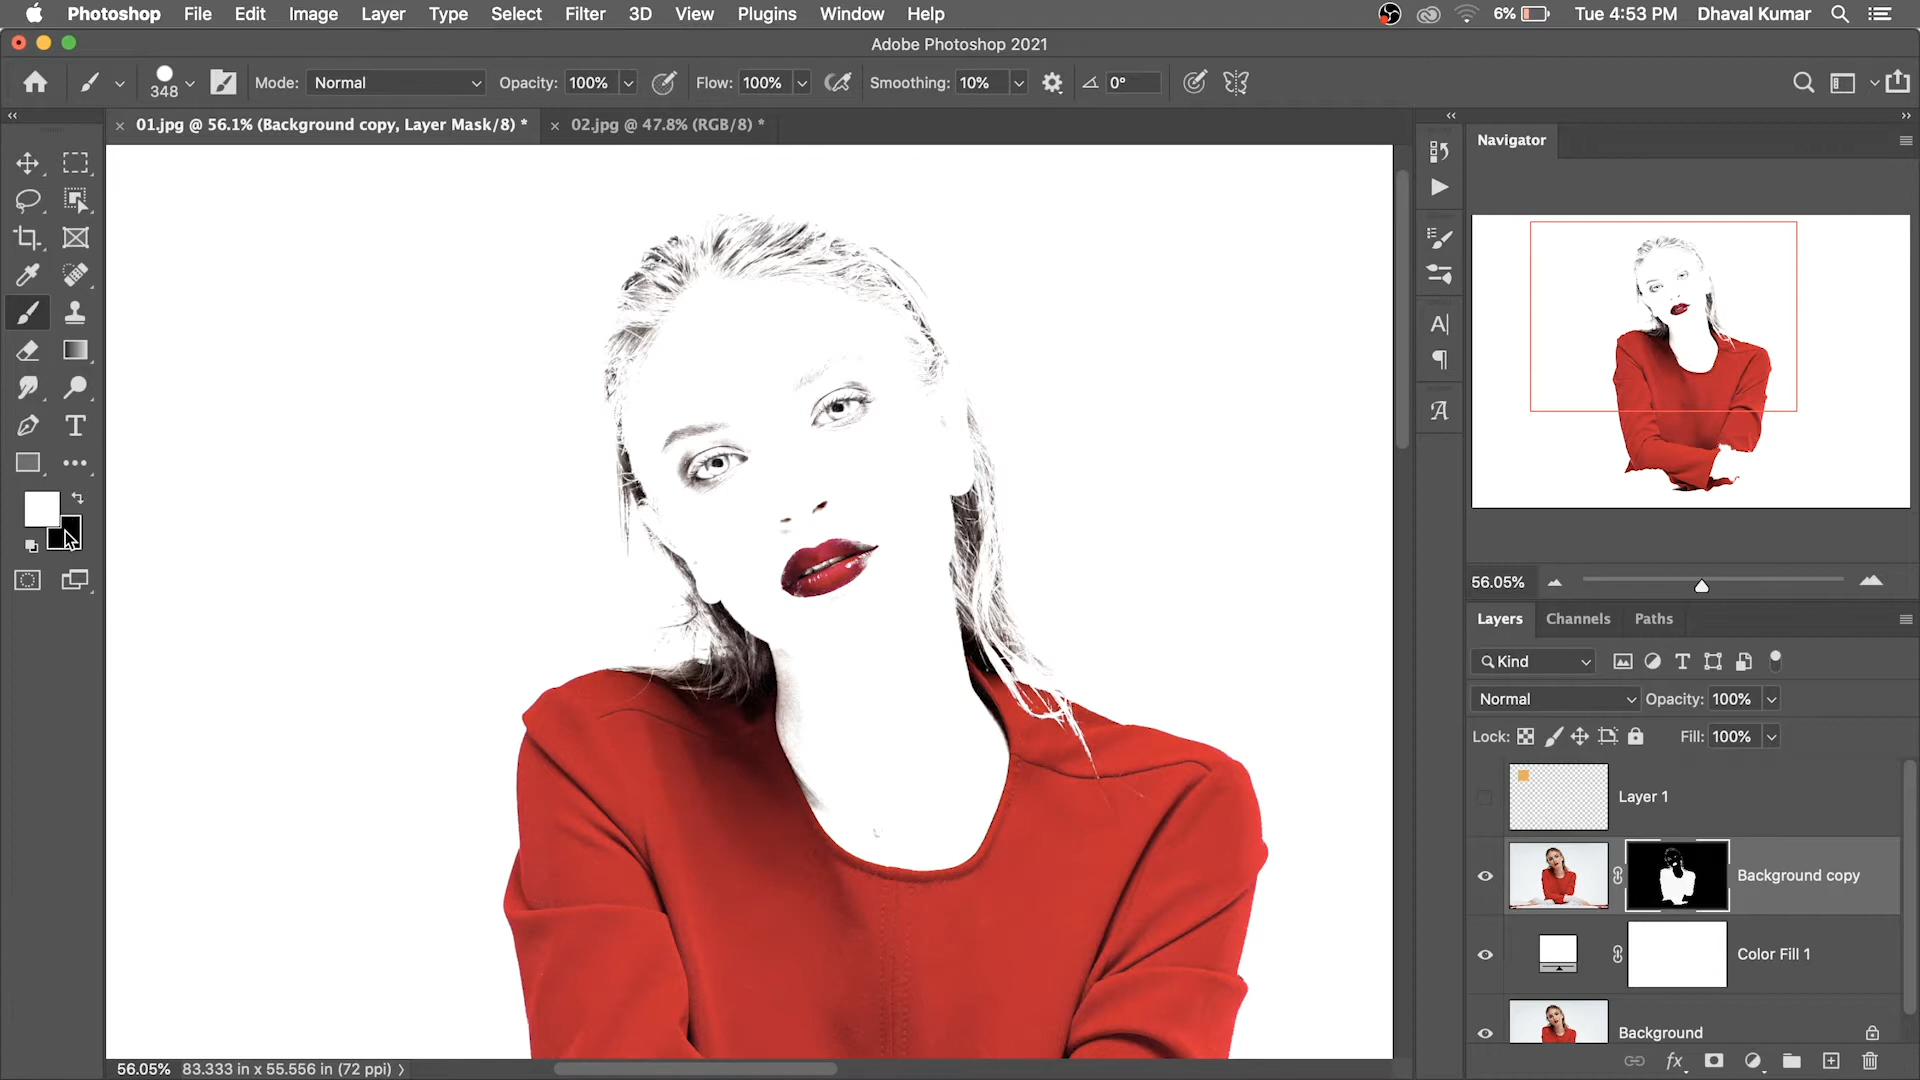 Photoshop File Edit Image Layer Type Select Filter 3D View Plugins Window Help 6% Tue 4:53 PM Dhaval Kumar
Adobe Photoshop 2021
348 Mode: Normal Opacity: 100% Flow: 100% Smoothing: 10% 0°
01.jpg @ 56.1% (Background copy, Layer Mask/8) * 02.jpg @ 47.8% (RGB/8) *
Navigator
56.05%
Layers Channels Paths
Kind
Normal Opacity: 100%
Lock: Fill: 100%
Layer 1
Background copy
Color Fill 1
Background
fx
56.05% 83.333 in x 55.556 in (72 ppi)